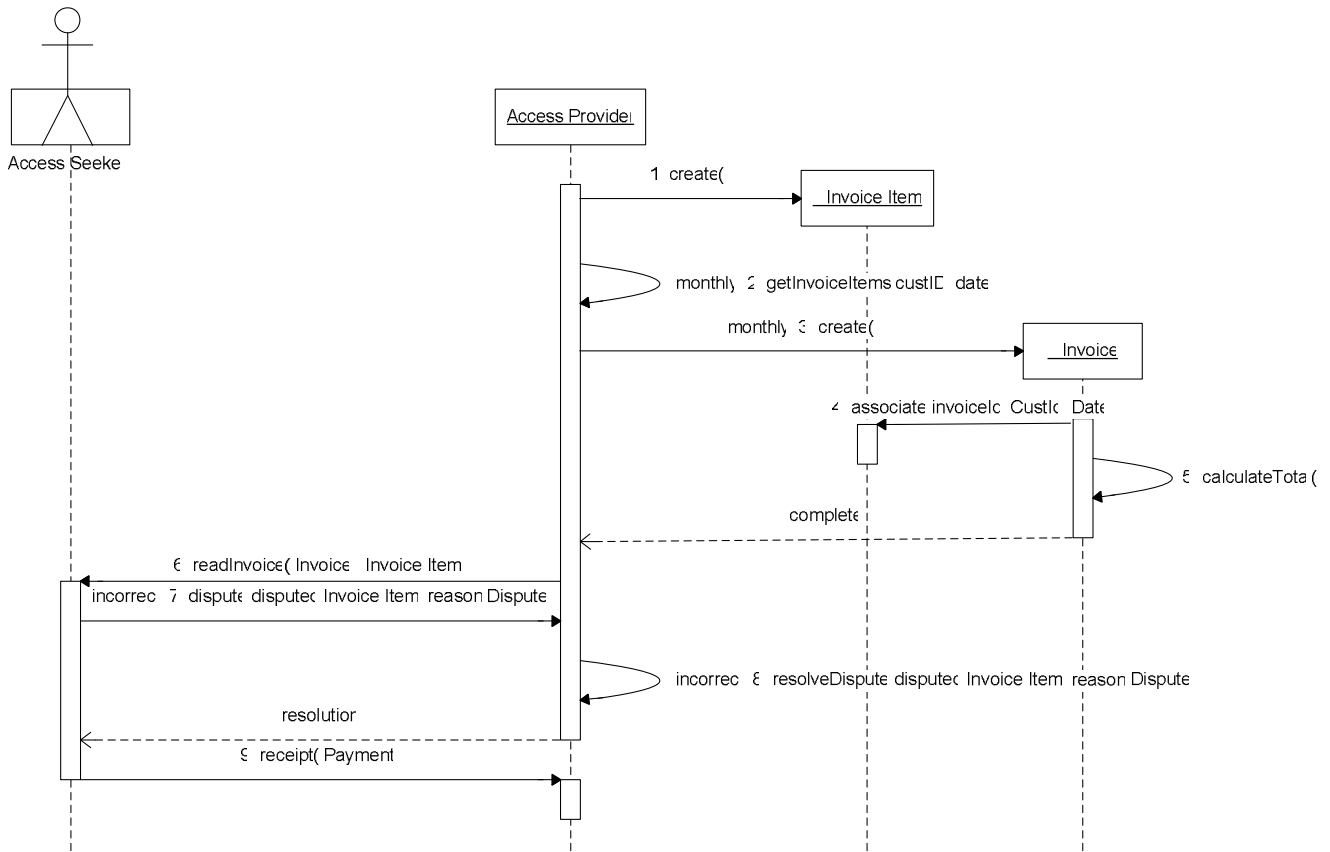 Access Provider
Access Seeke
1 create(
Invoice Item
monthly 2 getInvoiceItems custID date
monthly 3 create(
Invoice
4 associate invoiceId CustId Date
5 calculateTota (
complete
6 readInvoice( Invoice Invoice Item
incorrec 7 dispute disputed Invoice Item reason Dispute
incorrec 8 resolveDispute disputed Invoice Item reason Dispute
resolution
9 receipt( Payment